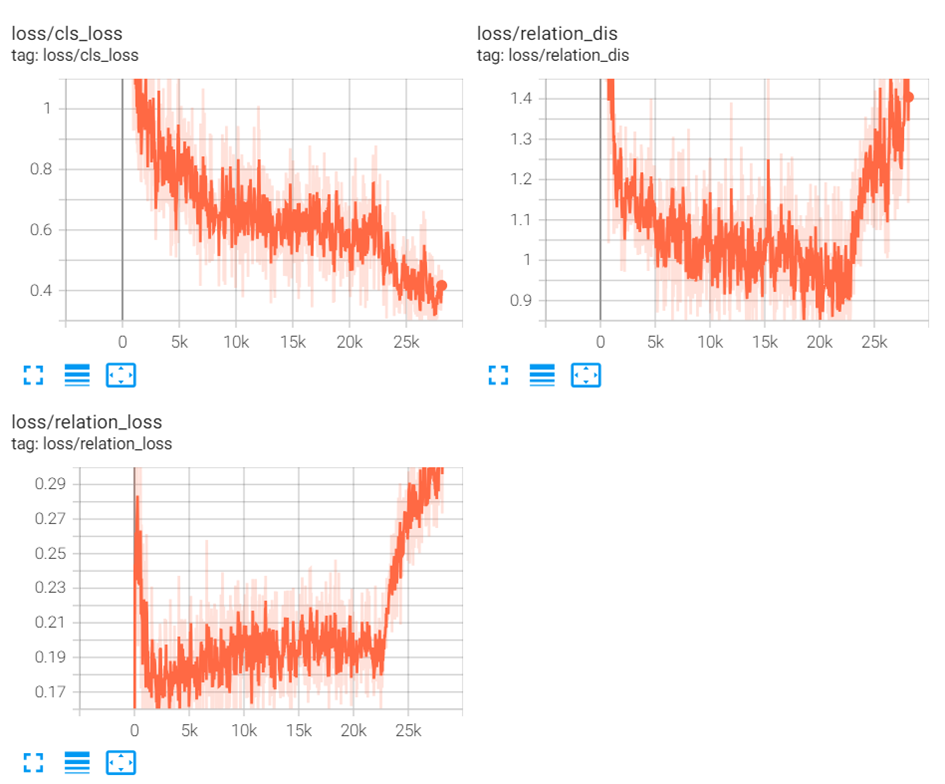 loss/cls_loss
tag: loss/cls_loss
1
0.8
0.6
0.4
0 5k 10k 15k 20k 25k
loss/relation_dis
tag: loss/relation_dis
1.4
1.3
1.2
1.1
1
0.9
0 5k 10k 15k 20k 25k
loss/relation_loss
tag: loss/relation_loss
0.29
0.27
0.25
0.23
0.21
0.19
0.17
0 5k 10k 15k 20k 25k